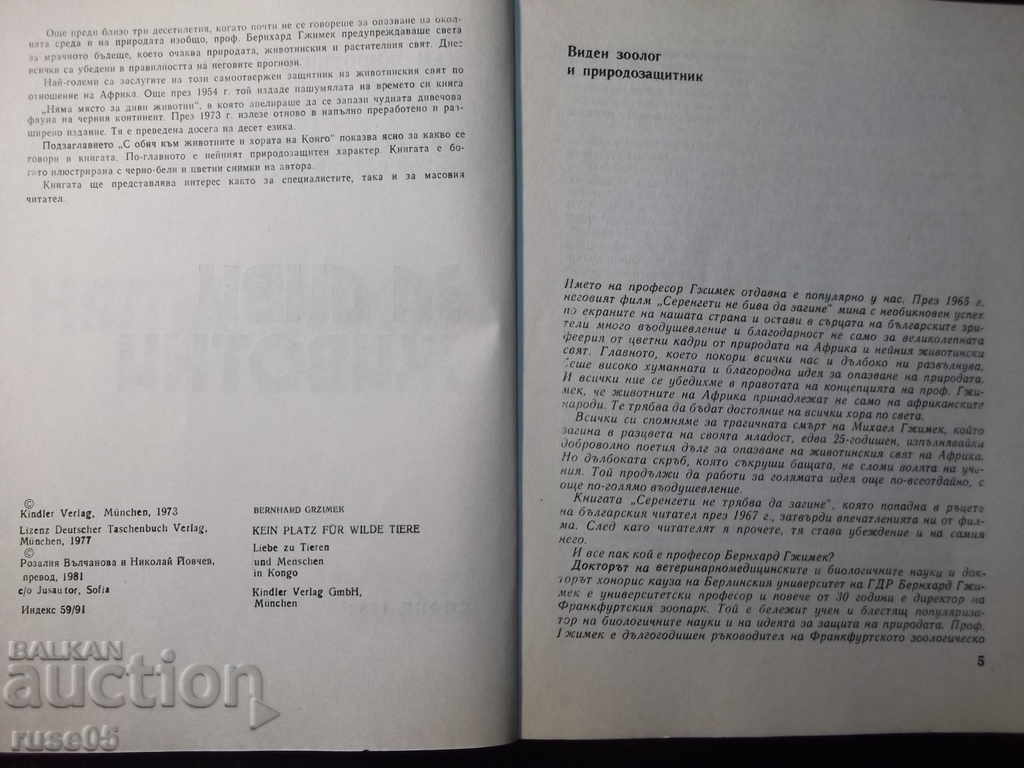 Още преди близо три десетилетия, когато почти не се говореше за опазване на окол-
ната среда и на природата изобщо, проф. Бернхард Гжимек предупреждаваше света
за мрачното бъдеще, което очаква природата, животинския и растителния свят. Днес
всички са убедени в правилността на неговите прогнози.
Най-големи са заслугите на този самоотвержен защитник на животинския свят по
отношение на Африка. Още през 1954 г. той издаде нашумялата на времето си книга
„Няма място за диви животни“, в която апелираше да се запази чудната дивечова
фауна на черния континент. През 1973 г. излезе отново в напълно преработено и раз-
ширено издание. Тя е преведена досега на десет езика.
Подзаглавието „С обич към животните и хората на Конго“ показва ясно за какво се
говори в книгата. По-главното е нейният природозащитен характер. Книгата е бо-
гато илюстрирана с черно-бели и цветни снимки на автора.
Книгата ще представлява интерес както за специалистите, така и за масовия
читател.
©
Kindler Verlag, München, 1973
Lizenz Deutscher Taschenbuch Verlag,
München, 1977
©
Розалия Вълчанова и Николай Йовчев,
превод, 1981
c/o Jusautor, Sofia
Индекс 59/91
BERNHARD GRZIMEK
KEIN PLATZ FÜR WILDE TIERE
Liebe zu Tieren
und Menschen
in Kongo
Kindler Verlag GmbH,
München
Виден зоолог
и природозащитник
Името на професор Гжимек отдавна е популярно у нас. През 1965 г.
неговият филм „Серенгети не бива да загине“ мина с необикновен успех
по екраните на нашата страна и остави в сърцата на българските зри-
тели много въодушевление и благодарност не само за великолепната
феерия от цветни кадри от природата на Африка и нейния животински
свят. Главното, което покори всички нас и дълбоко ни развълнува,
беше високо хуманната и благородна идея за опазване на природата.
И всички ние се убедихме в правотата на концепцията на проф. Гжи-
мек, че животните на Африка принадлежат не само на африканските
народи. Те трябва да бъдат достояние на всички хора по света.
Всички си спомняме за трагичната смърт на Михаел Гжимек, който
загина в разцвета на своята младост, едва 25-годишен, изпълнявайки
доброволно поетия дълг за опазване на животинския свят на Африка.
Но дълбоката скръб, която съкруши бащата, не сломи волята на уче-
ния. Той продължи да работи за голямата идея още по-всеотдайно, с
още по-голямо въодушевление.
Книгата „Серенгети не трябва да загине“, която попадна в ръцете
на българския читател през 1967 г., затвърди впечатленията ни от фил-
ма. След като читателят я прочете, тя става убеждение и на самия
него.
И все пак кой е професор Бернхард Гжимек?
Докторът на ветеринарномедицинските и биологичните науки и док-
торът хонорис кауза на Берлинския университет на ГДР Бернхард Гжи-
мек е университетски професор и повече от 30 години е директор на
Франкфуртския зоопарк. Той е бележит учен и блестящ популяриза-
тор на биологичните науки и на идеята за защита на природата. Проф.
Гжимек е дългогодишен ръководител на Франкфуртското зоологическо
5
BALKAN
auction
ruse05